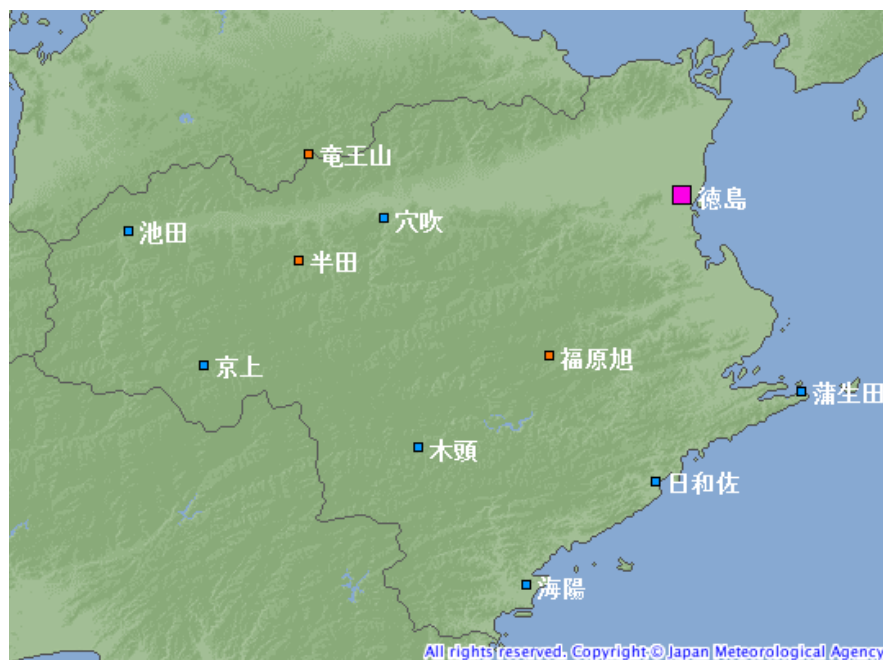 竜王山
徳島
穴吹
池田
半田
福原旭
京上
蒲生田
木頭
日和佐
海陽
All rights reserved. Copyright © Japan Meteorological Agency